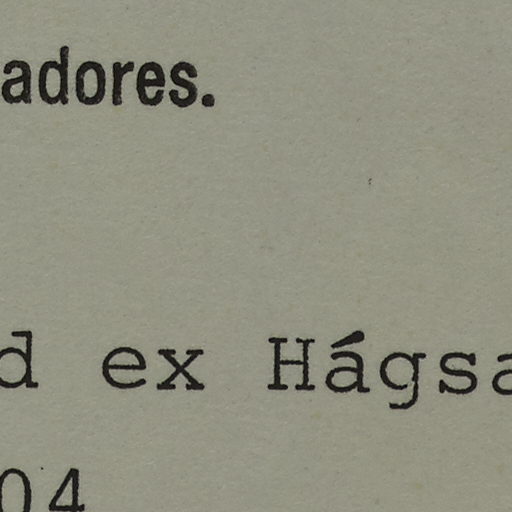 adores.
d ex Hágsa
04